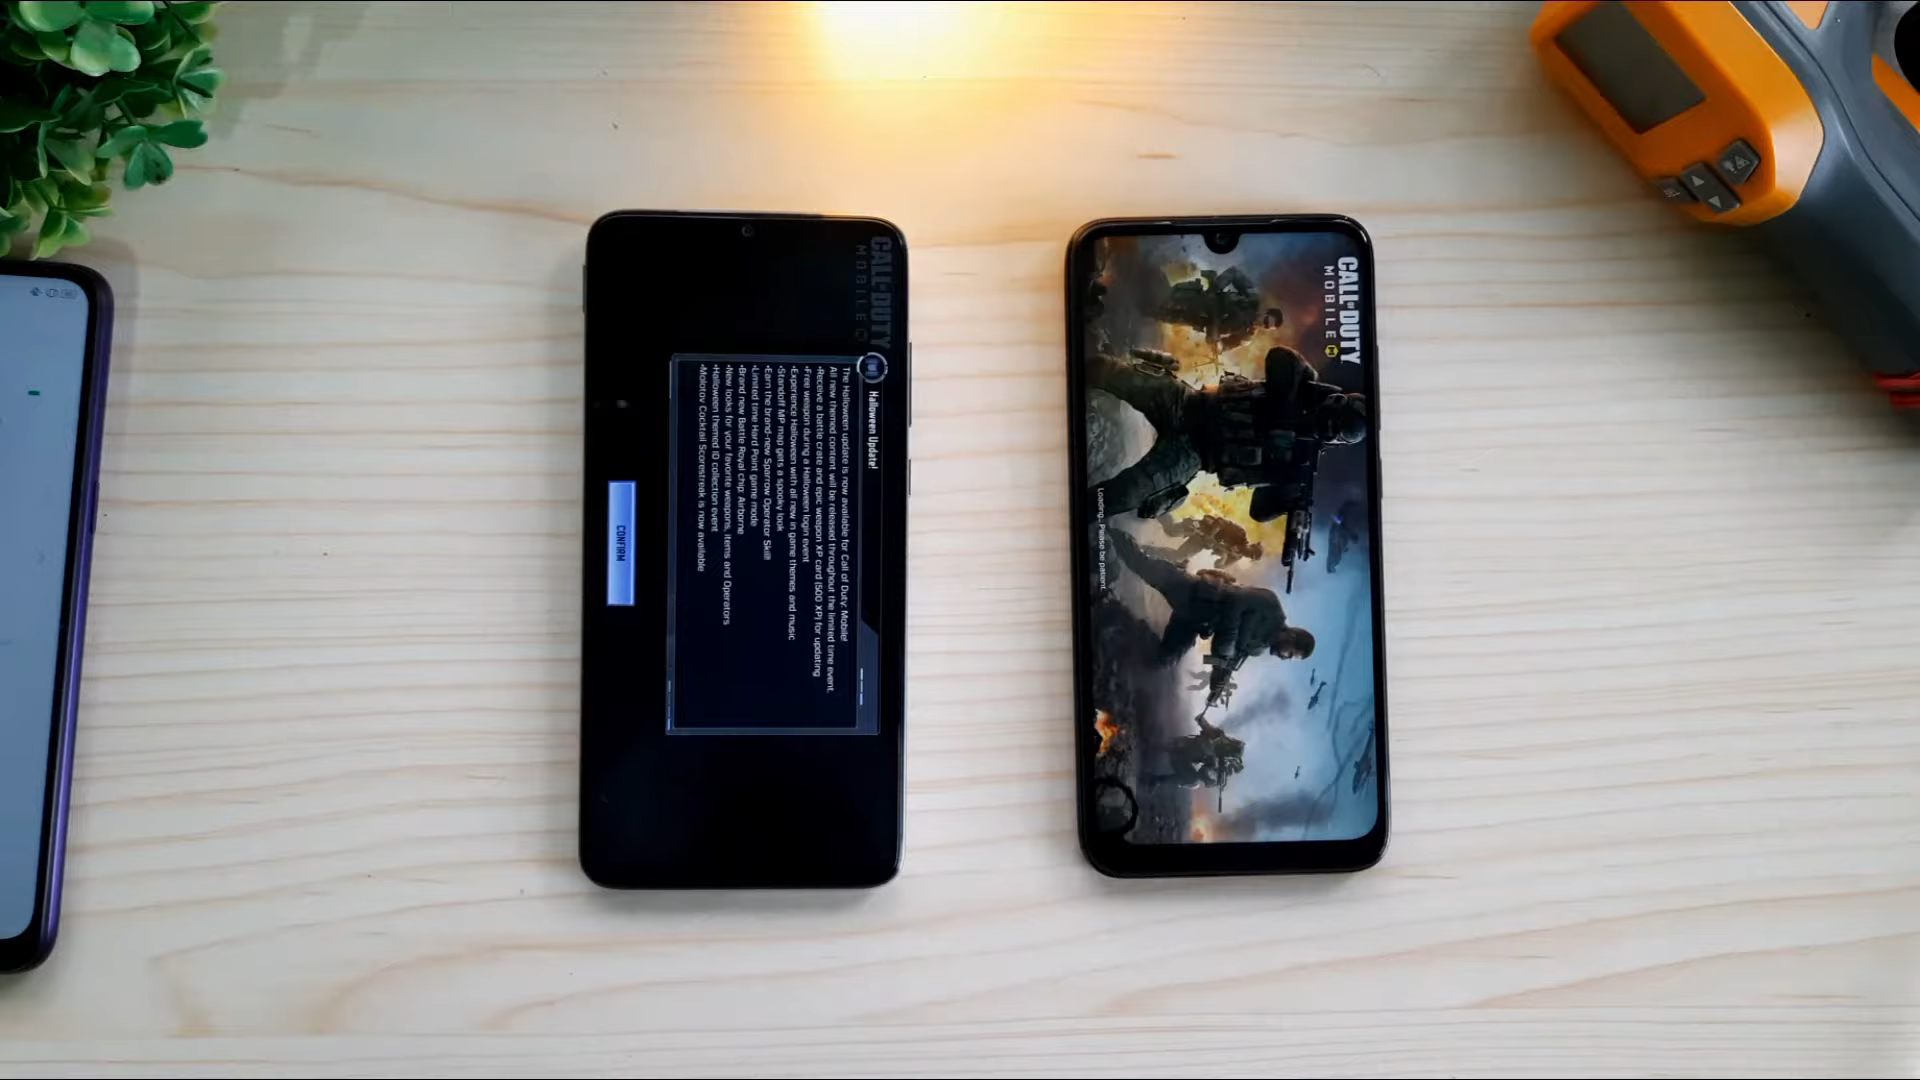 CALL OF DUTY
MOBILE
Halloween Update!
The Halloween update is now available for Call of Duty: Mobile!
All new themed content will be released throughout the limited time event.
•Receive a battle crate and epic weapon XP card (500 XP) for updating
•Free weapon during a Halloween login event
•Experience Halloween with all new in game themes and music
•Standoff MP map gets a spooky look
•Earn the brand-new Sparrow Operator Skill!
•Limited time Hard Point game mode
•Brand new Battle Royal chip: Airborne
•New looks for your favorite weapons, items and Operators
•Halloween themed ID collection event
•Molotov Cocktail Scorestreak is now available
CONFIRM
CALL OF DUTY
MOBILE
Loading.. Please be patient.